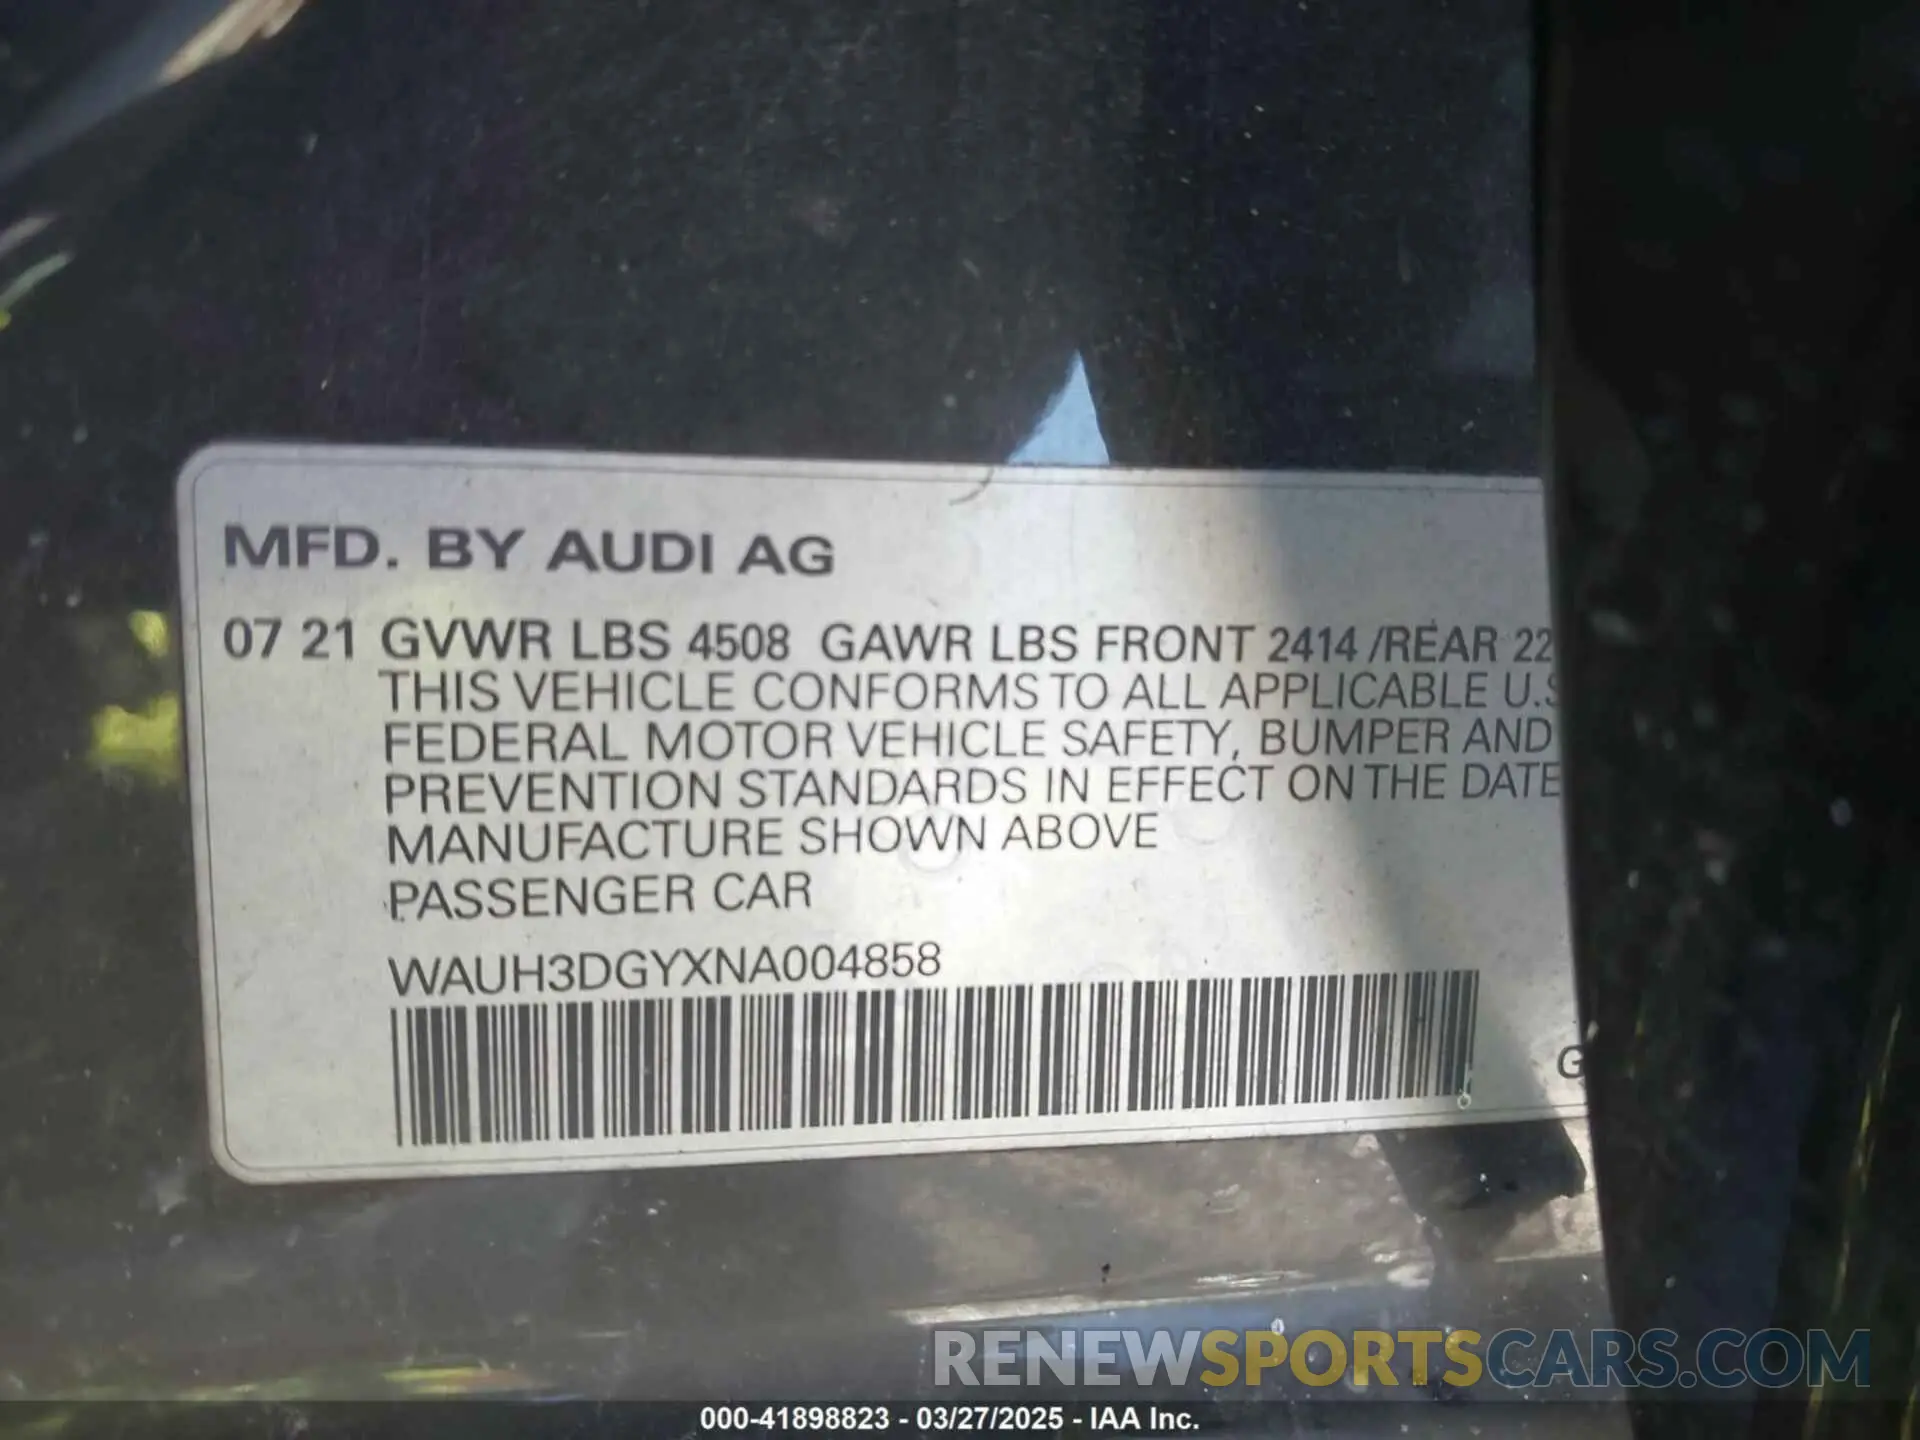 MFD. BY AUDI AG
07 21 GVWR LBS 4508 GAWR LBS FRONT 2414 /REAR 22
THIS VEHICLE CONFORMS TO ALL APPLICABLE U.S
FEDERAL MOTOR VEHICLE SAFETY, BUMPER AND
PREVENTION STANDARDS IN EFFECT ON THE DATE
MANUFACTURE SHOWN ABOVE
PASSENGER CAR
WAUH3DGYXNA004858
G
RENEWSPORTSCARS.COM
000-41898823 - 03/27/2025 - IAA Inc.